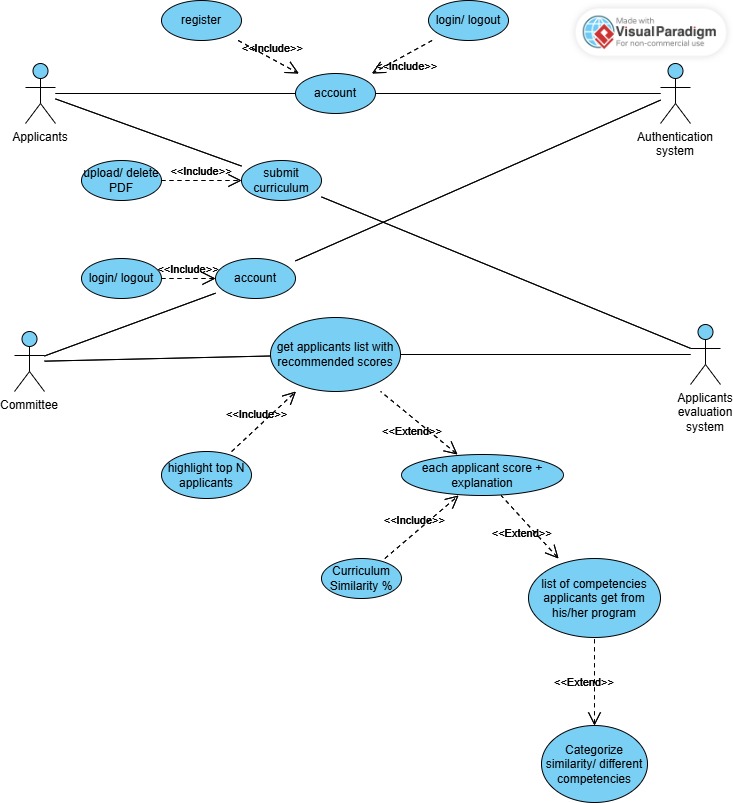 register
login/ logout
Made with
VisualParadigm
For non-commercial use
<<Include>>
<<Include>>
account
Applicants
Authentication
system
upload/ delete
PDF
<<Include>>
submit
curriculum
login/ logout
<<Include>>
account
get applicants list with
recommended scores
Committee
Applicants
evaluation
system
<<Include>>
<<Extend>>
highlight top N
applicants
each applicant score +
explanation
<<Include>>
<<Extend>>
Curriculum
Similarity %
list of competencies
applicants get from
his/her program
<<Extend>>
Categorize
similarity/ different
competencies